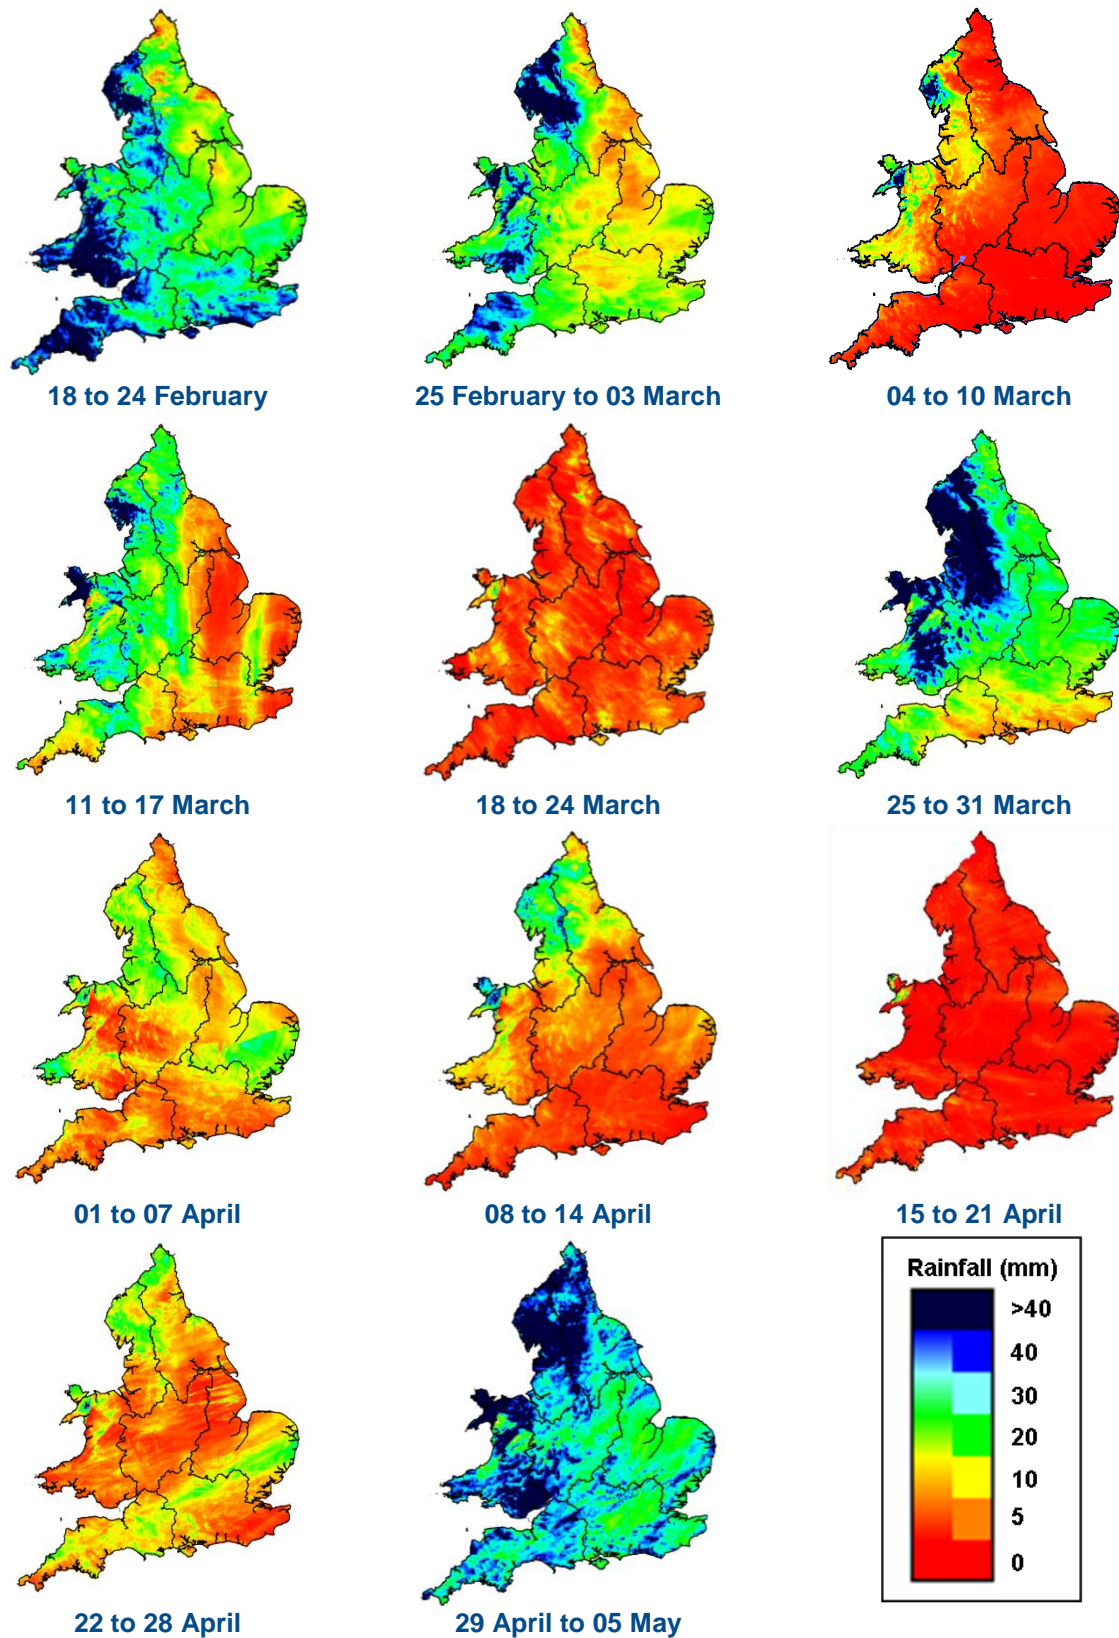 18 to 24 February
25 February to 03 March
04 to 10 March
11 to 17 March
18 to 24 March
25 to 31 March
01 to 07 April
08 to 14 April
15 to 21 April
22 to 28 April
29 April to 05 May
Rainfall (mm)
>40
40
30
20
10
5
0